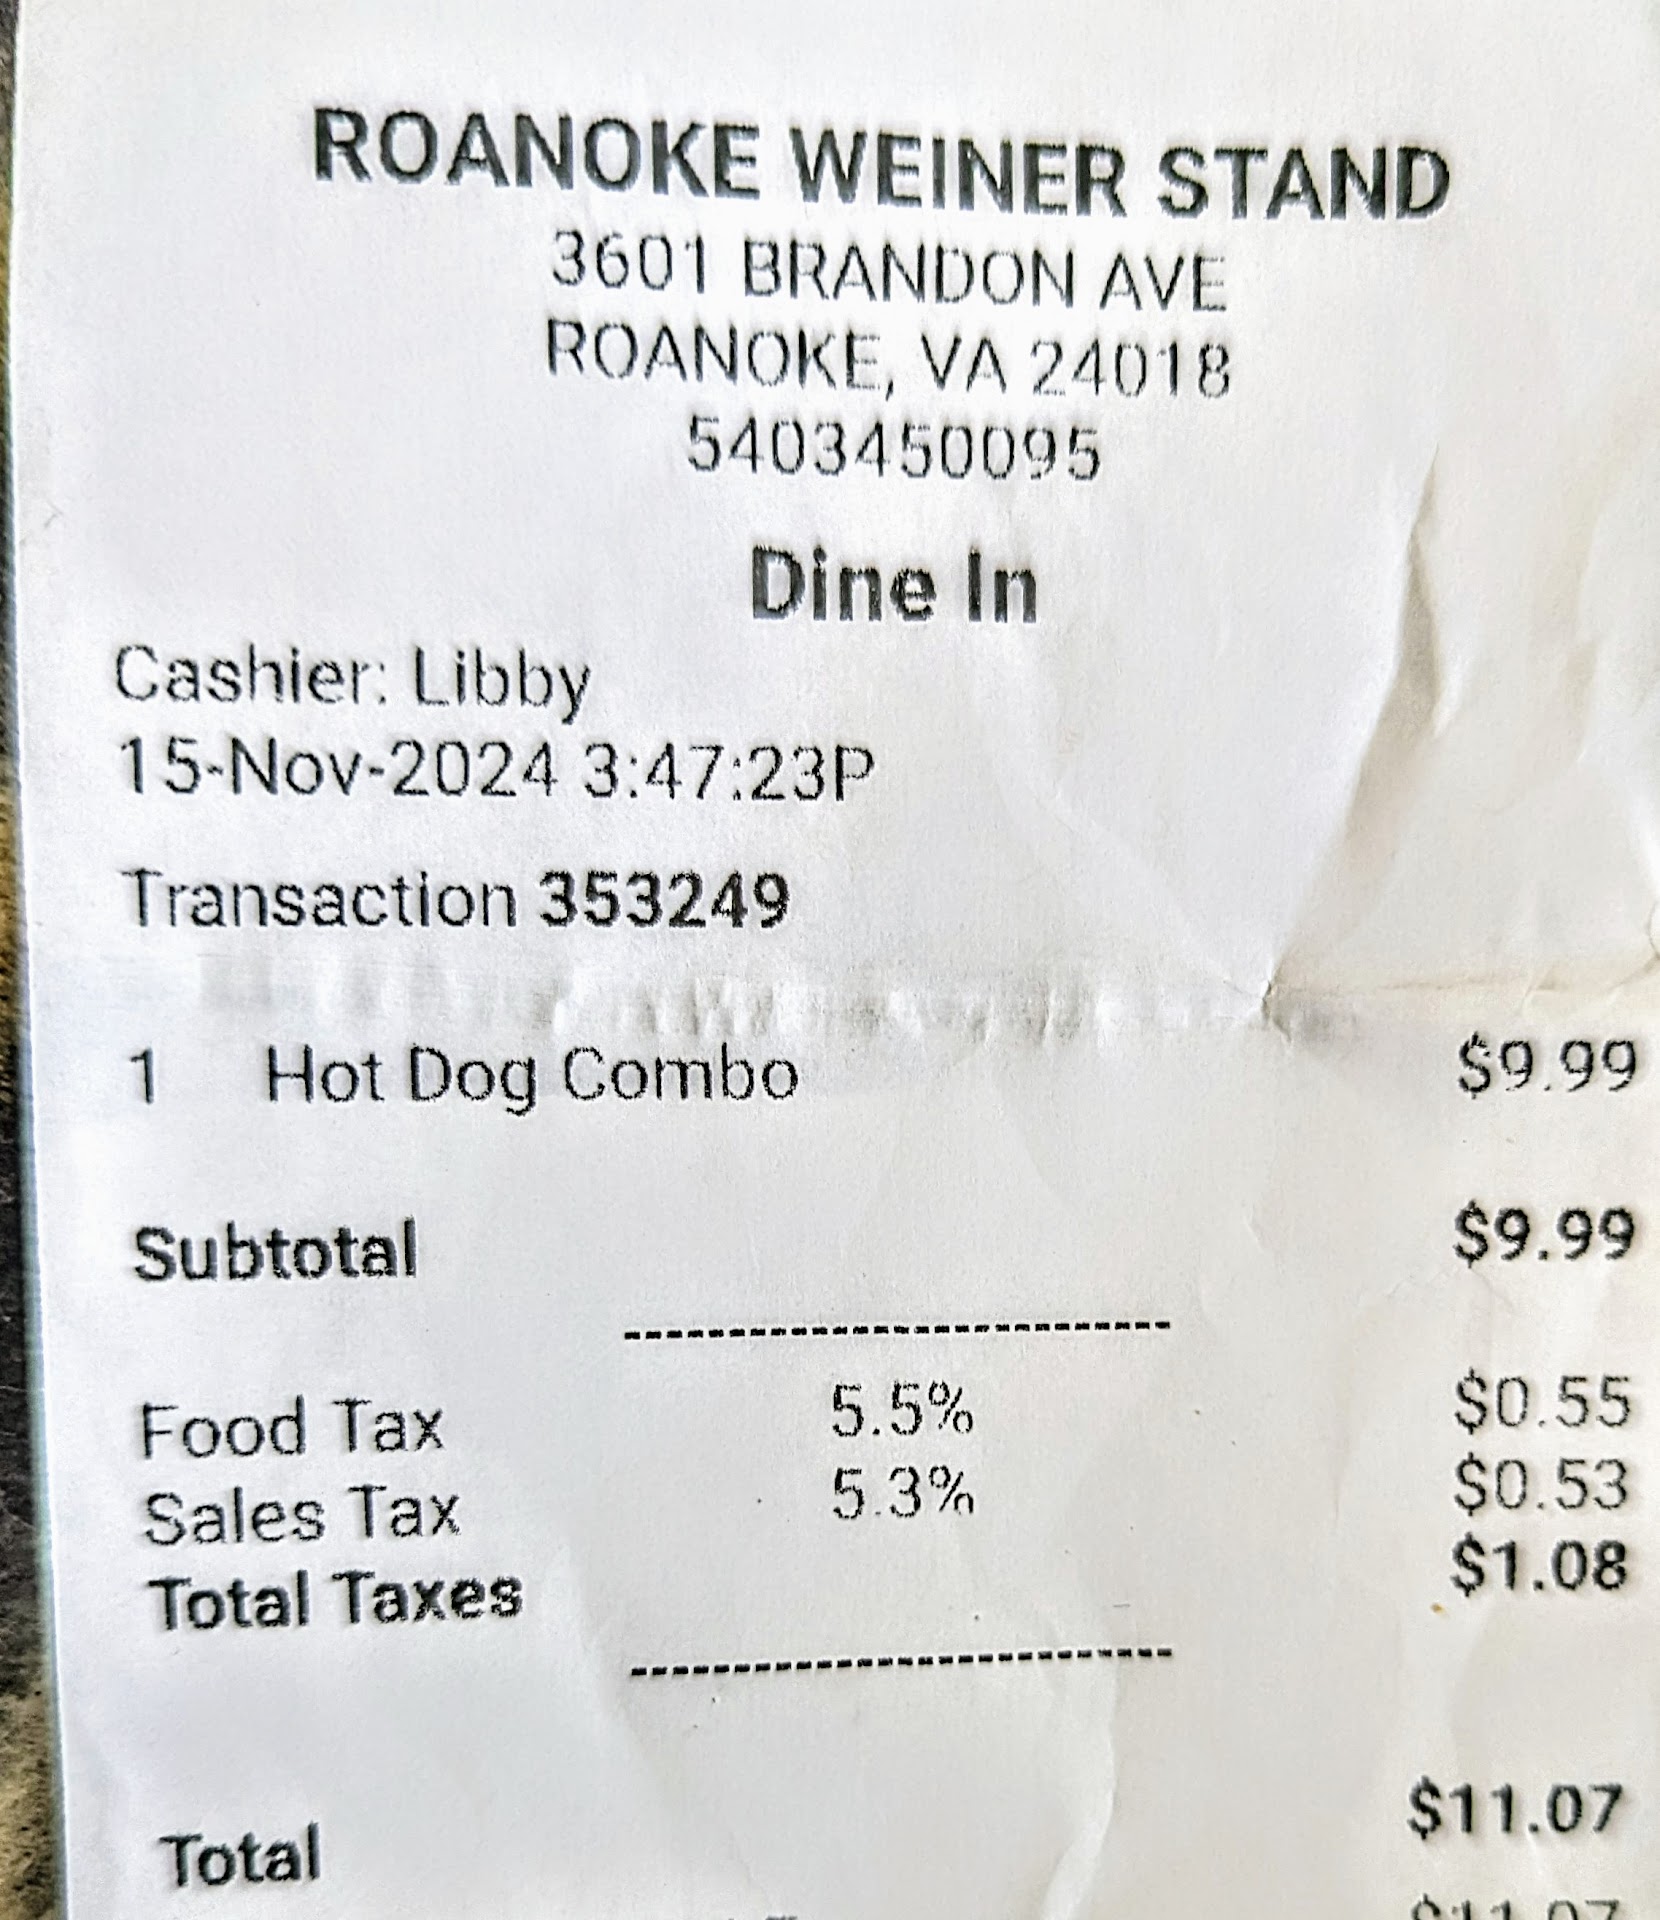 ROANOKE WEINER STAND
3601 BRANDON AVE
ROANOKE, VA 24018
5403450095
Dine In
Cashier: Libby
15-Nov-2024 3:47:23P
Transaction 353249
1 Hot Dog Combo $9.99
Subtotal $9.99
--------------------------
Food Tax 5.5% $0.55
Sales Tax 5.3% $0.53
Total Taxes $1.08
--------------------------
Total $11.07
$11.07